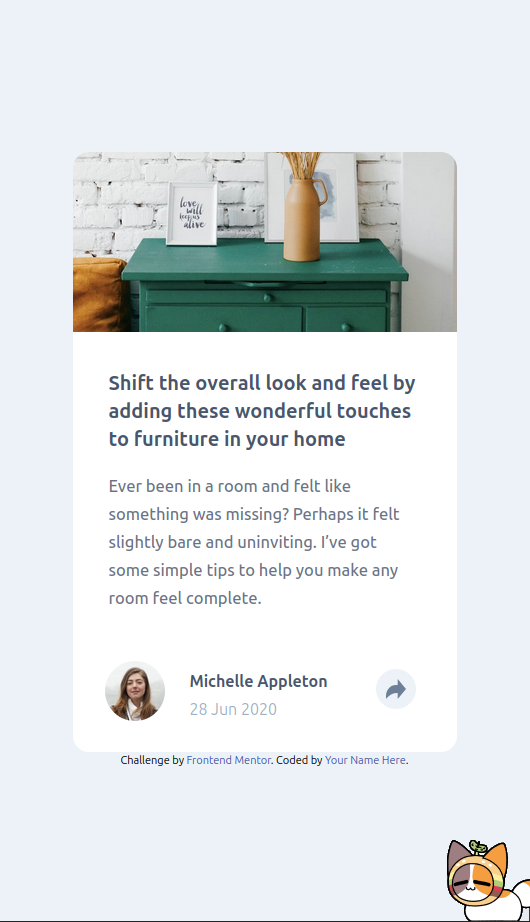 love
will
keep us
alive
Shift the overall look and feel by
adding these wonderful touches
to furniture in your home
Ever been in a room and felt like
something was missing? Perhaps it felt
slightly bare and uninviting. I’ve got
some simple tips to help you make any
room feel complete.
Michelle Appleton
28 Jun 2020
Challenge by Frontend Mentor. Coded by Your Name Here.